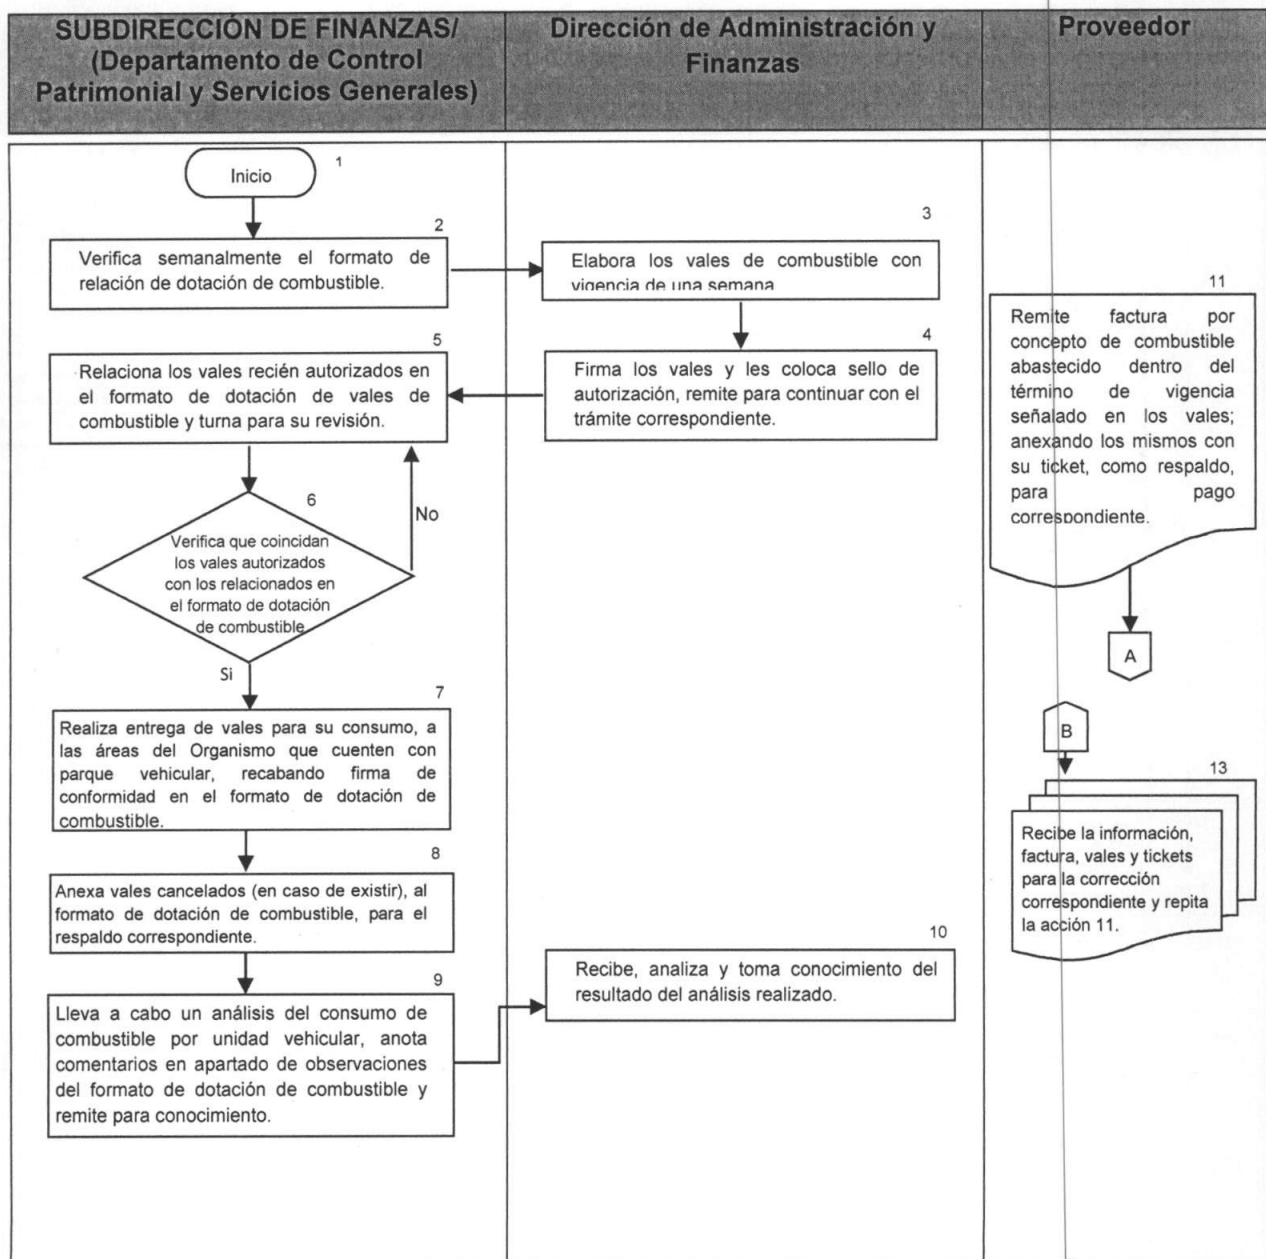 SUBDIRECCIÓN DE FINANZAS/
(Departamento de Control
Patrimonial y Servicios Generales)
Dirección de Administración y
Finanzas
Proveedor
1
Inicio
2
Verifica semanalmente el formato de
relación de dotación de combustible.
3
Elabora los vales de combustible con
vigencia de una semana
4
Firma los vales y les coloca sello de
autorización, remite para continuar con el
trámite correspondiente.
5
Relaciona los vales recién autorizados en
el formato de dotación de vales de
combustible y turna para su revisión.
6
Verifica que coincidan
los vales autorizados
con los relacionados en
el formato de dotación
de combustible
No
Si
7
Realiza entrega de vales para su consumo, a
las áreas del Organismo que cuenten con
parque vehicular, recabando firma de
conformidad en el formato de dotación de
combustible.
8
Anexa vales cancelados (en caso de existir), al
formato de dotación de combustible, para el
respaldo correspondiente.
9
Lleva a cabo un análisis del consumo de
combustible por unidad vehicular, anota
comentarios en apartado de observaciones
del formato de dotación de combustible y
remite para conocimiento.
10
Recibe, analiza y toma conocimiento del
resultado del análisis realizado.
11
Remite factura por
concepto de combustible
abastecido dentro del
término de vigencia
señalado en los vales;
anexando los mismos con
su ticket, como respaldo,
para pago
correspondiente.
A
B
13
Recibe la información,
factura, vales y tickets
para la corrección
correspondiente y repita
la acción 11.